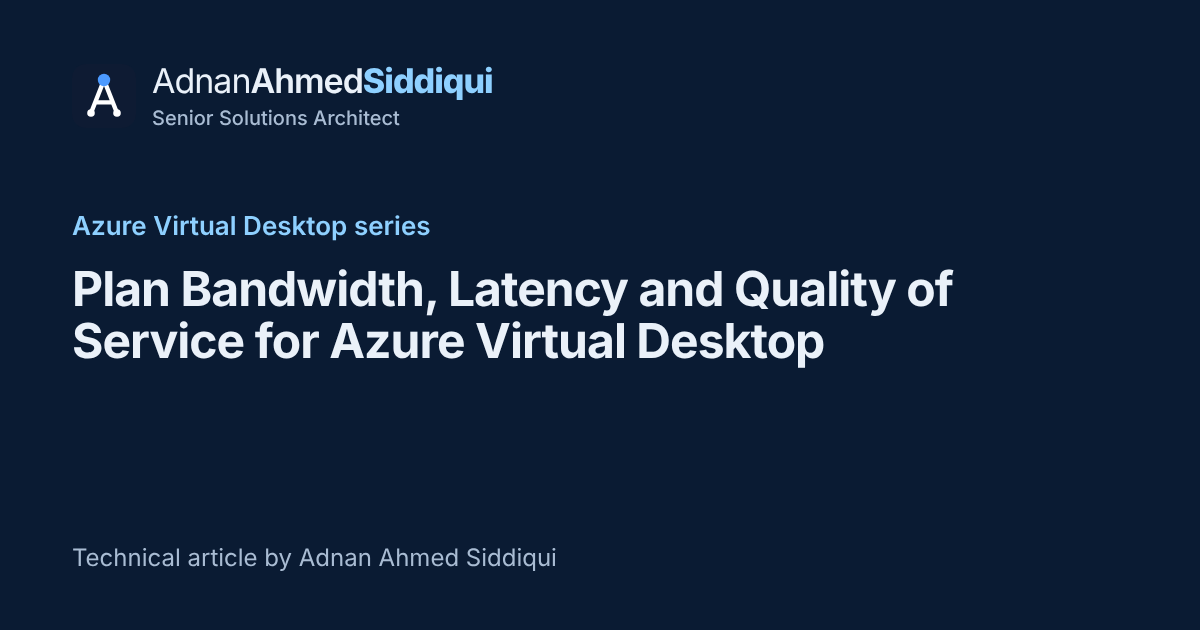 AdnanAhmedSiddiqui
Senior Solutions Architect
Azure Virtual Desktop series
Plan Bandwidth, Latency and Quality of
Service for Azure Virtual Desktop
Technical article by Adnan Ahmed Siddiqui